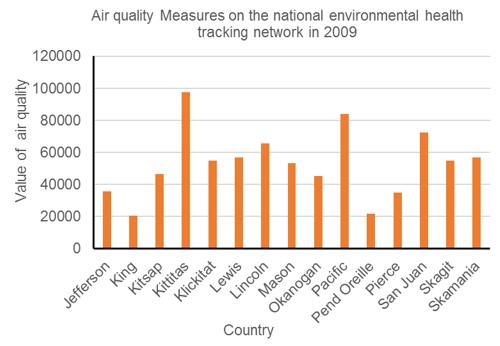 Air quality Measures on the national environmental health
tracking network in 2009
Value of air quality
120000
100000
80000
60000
40000
20000
0
Jefferson
King
Kitsap
Kittitas
Klickitat
Lewis
Lincoln
Mason
Okanogan
Pacific
Pend Oreille
Pierce
San Juan
Skagit
Skamania
Country